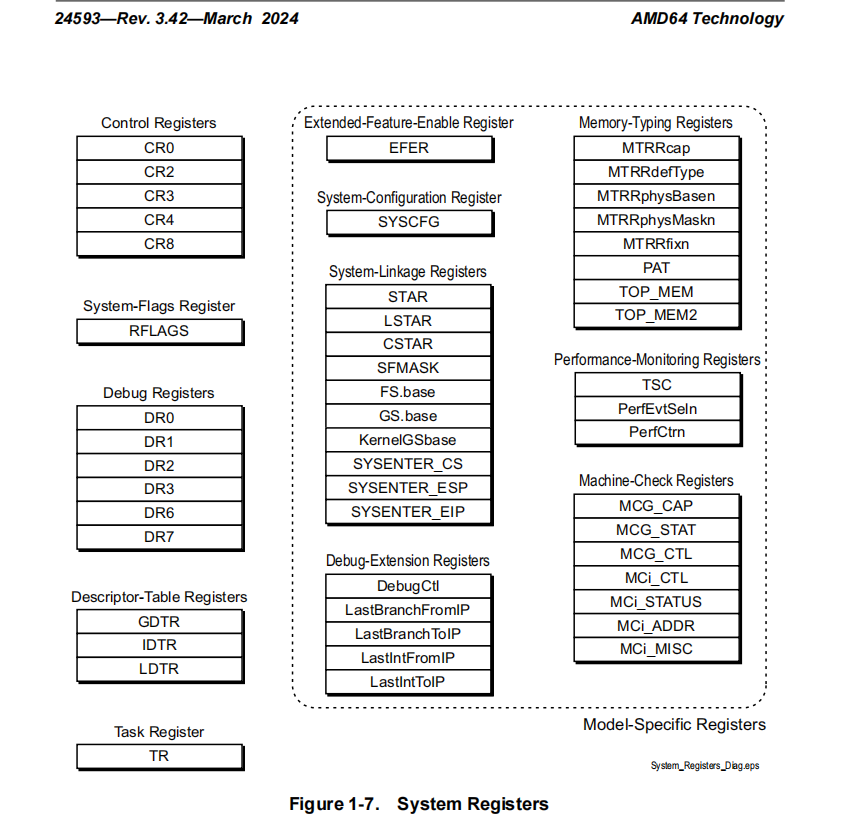 24593—Rev. 3.42—March 2024
AMD64 Technology
Control Registers
CR0
CR2
CR3
CR4
CR8
System-Flags Register
RFLAGS
Debug Registers
DR0
DR1
DR2
DR3
DR6
DR7
Descriptor-Table Registers
GDTR
IDTR
LDTR
Task Register
TR
Extended-Feature-Enable Register
EFER
System-Configuration Register
SYSCFG
System-Linkage Registers
STAR
LSTAR
CSTAR
SFMASK
FS.base
GS.base
KernelGSbase
SYSENTER_CS
SYSENTER_ESP
SYSENTER_EIP
Debug-Extension Registers
DebugCtl
LastBranchFromIP
LastBranchToIP
LastIntFromIP
LastIntToIP
Memory-Typing Registers
MTRRcap
MTRRdefType
MTRRphysBasen
MTRRphysMaskn
MTRRfixn
PAT
TOP_MEM
TOP_MEM2
Performance-Monitoring Registers
TSC
PerfEvtSeln
PerfCtrn
Machine-Check Registers
MCG_CAP
MCG_STAT
MCG_CTL
MCi_CTL
MCi_STATUS
MCi_ADDR
MCi_MISC
Model-Specific Registers
System_Registers_Diag.eps
Figure 1-7. System Registers